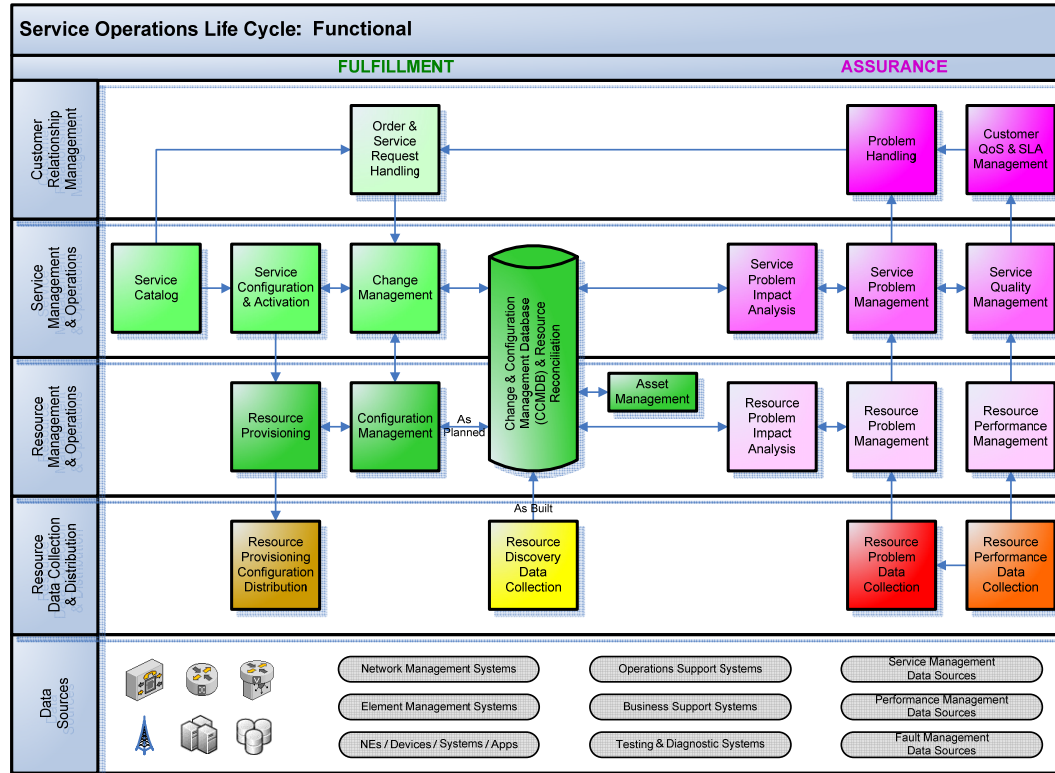 Service Operations Life Cycle: Functional
FULFILLMENT
ASSURANCE
Customer
Relationship
Management
Order &
Service
Request
Handling
Problem
Handling
Customer
QoS & SLA
Management
Service
Management
& Operations
Service
Catalog
Service
Configuration
& Activation
Change
Management
Change & Configuration
Management Database
(CCMDB) & Resource
Reconciliation
Service
Problem
Impact
Analysis
Service
Problem
Management
Service
Quality
Management
Resource
Management
& Operations
Resource
Provisioning
Configuration
Management
As
Planned
Asset
Management
Resource
Problem
Impact
Analysis
Resource
Problem
Management
Resource
Performance
Management
Resource
Data Collection
& Distribution
Resource
Provisioning
Configuration
Distribution
As Built
Resource
Discovery
Data
Collection
Resource
Problem
Data
Collection
Resource
Performance
Data
Collection
Data
Sources
Network Management Systems
Operations Support Systems
Service Management
Data Sources
Element Management Systems
Business Support Systems
Performance Management
Data Sources
NEs / Devices / Systems / Apps
Testing & Diagnostic Systems
Fault Management
Data Sources